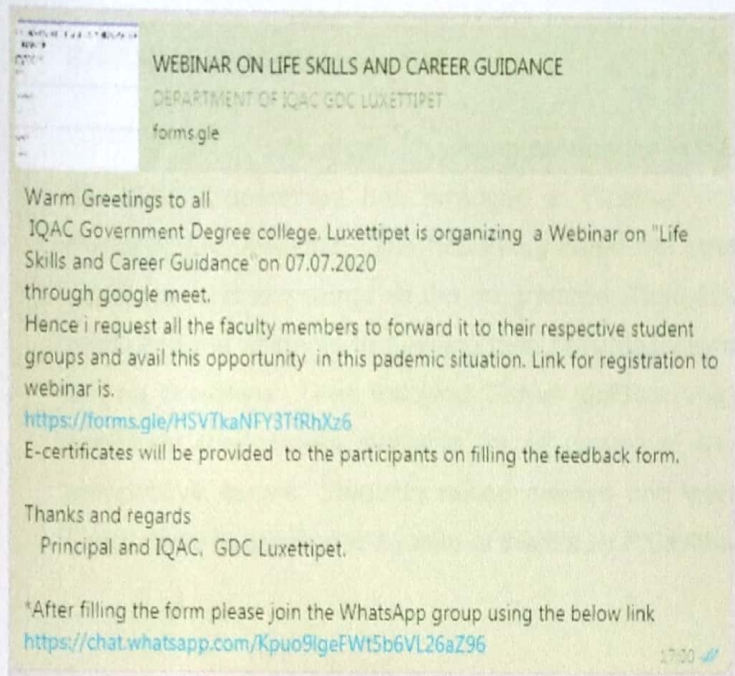 WEBINAR ON LIFE SKILLS AND CAREER GUIDANCE
DEPARTMENT OF IQAC GDC LUXETTIPET
forms.gle
Warm Greetings to all
IQAC Government Degree college, Luxettipet is organizing a Webinar on "Life
Skills and Career Guidance" on 07.07.2020
through google meet.
Hence i request all the faculty members to forward it to their respective student
groups and avail this opportunity in this pademic situation. Link for registration to
webinar is.
https://forms.gle/HSVTkaNFY3TfRhXz6
E-certificates will be provided to the participants on filling the feedback form.
Thanks and regards
Principal and IQAC, GDC Luxettipet.
*After filling the form please join the WhatsApp group using the below link
https://chat.whatsapp.com/Kpuo9IgeFWt5b6VL26aZ96
17:30